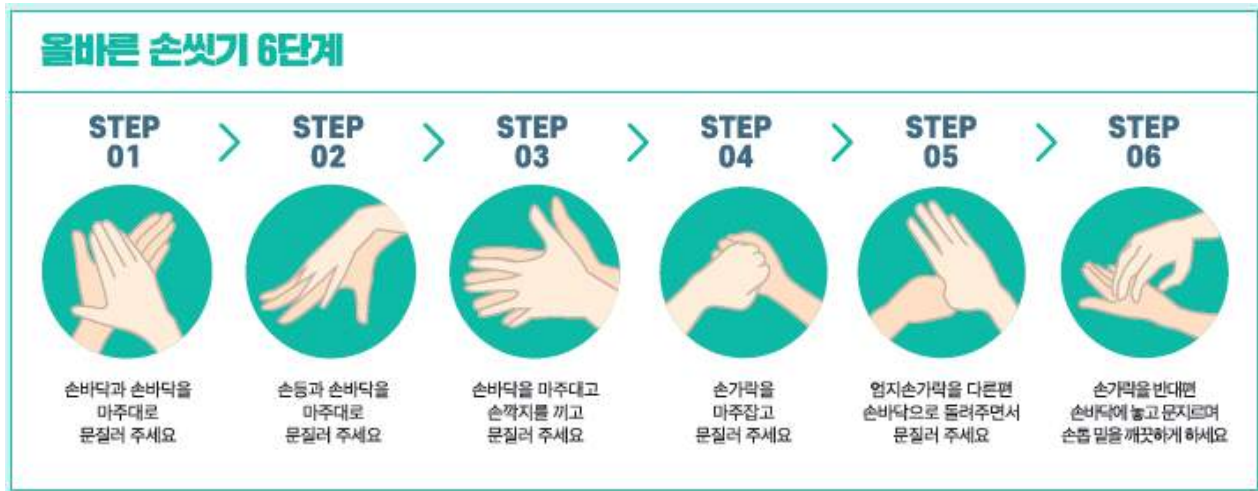 올바른 손씻기 6단계
STEP
01
손바닥과 손바닥을
마주대로
문질러 주세요
STEP
02
손등과 손바닥을
마주대로
문질러 주세요
STEP
03
손바닥을 마주대고
손깍지를 끼고
문질러 주세요
STEP
04
손가락을
마주잡고
문질러 주세요
STEP
05
엄지손가락을 다른편
손바닥으로 돌려주면서
문질러 주세요
STEP
06
손가락을 반대편
손바닥에 놓고 문지르며
손톱 밑을 깨끗하게 하세요